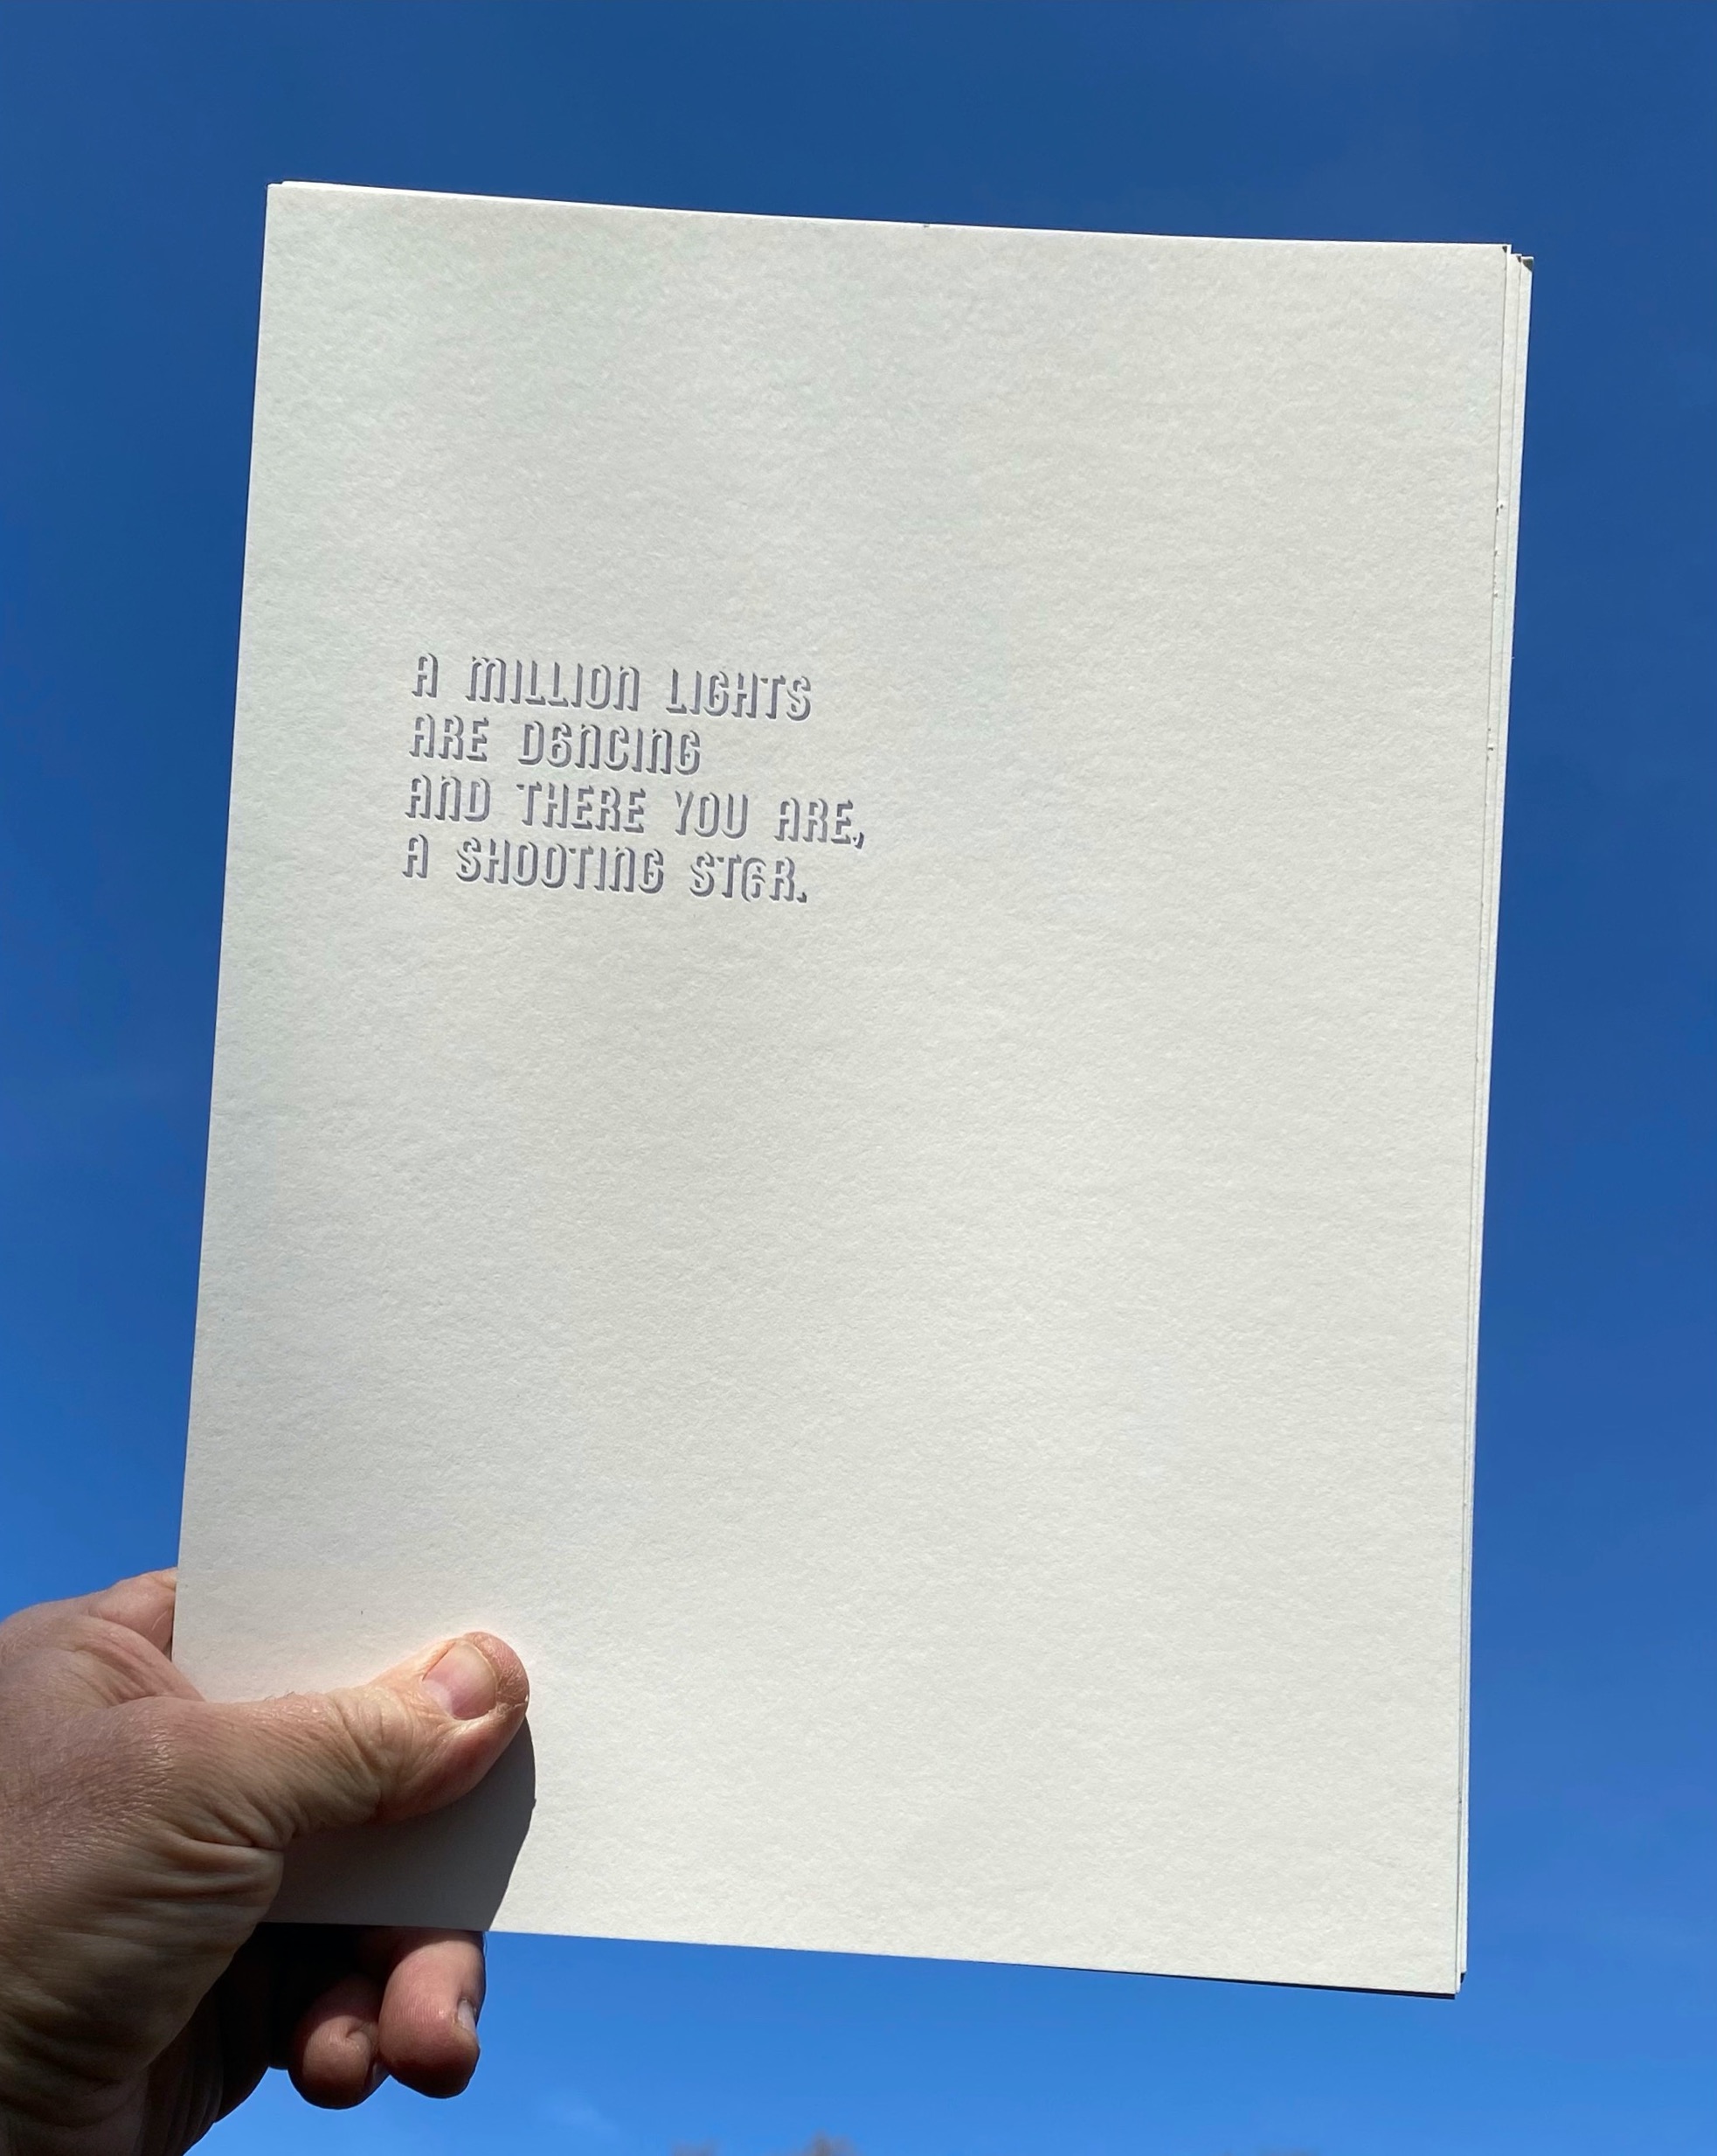 A MILLION LIGHTS
ARE DANCING
AND THERE YOU ARE,
A SHOOTING STAR.